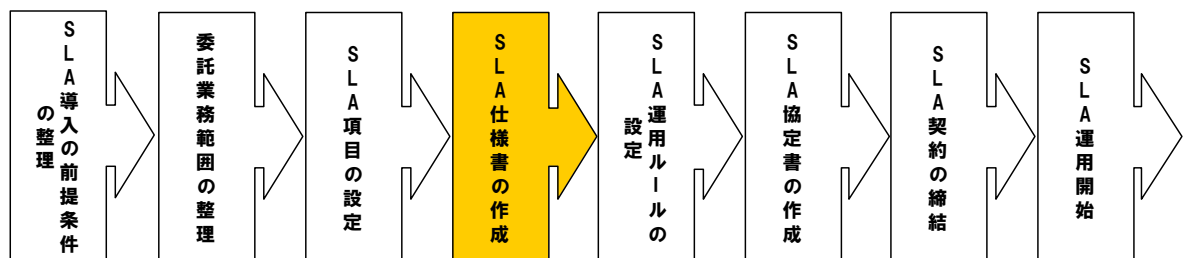 SLA導入の前提条件
の整理
委託業務範囲の整理
SLA項目の設定
SLA仕様書の作成
SLA運用ルールの
設定
SLA協定書の作成
SLA契約の締結
SLA運用開始